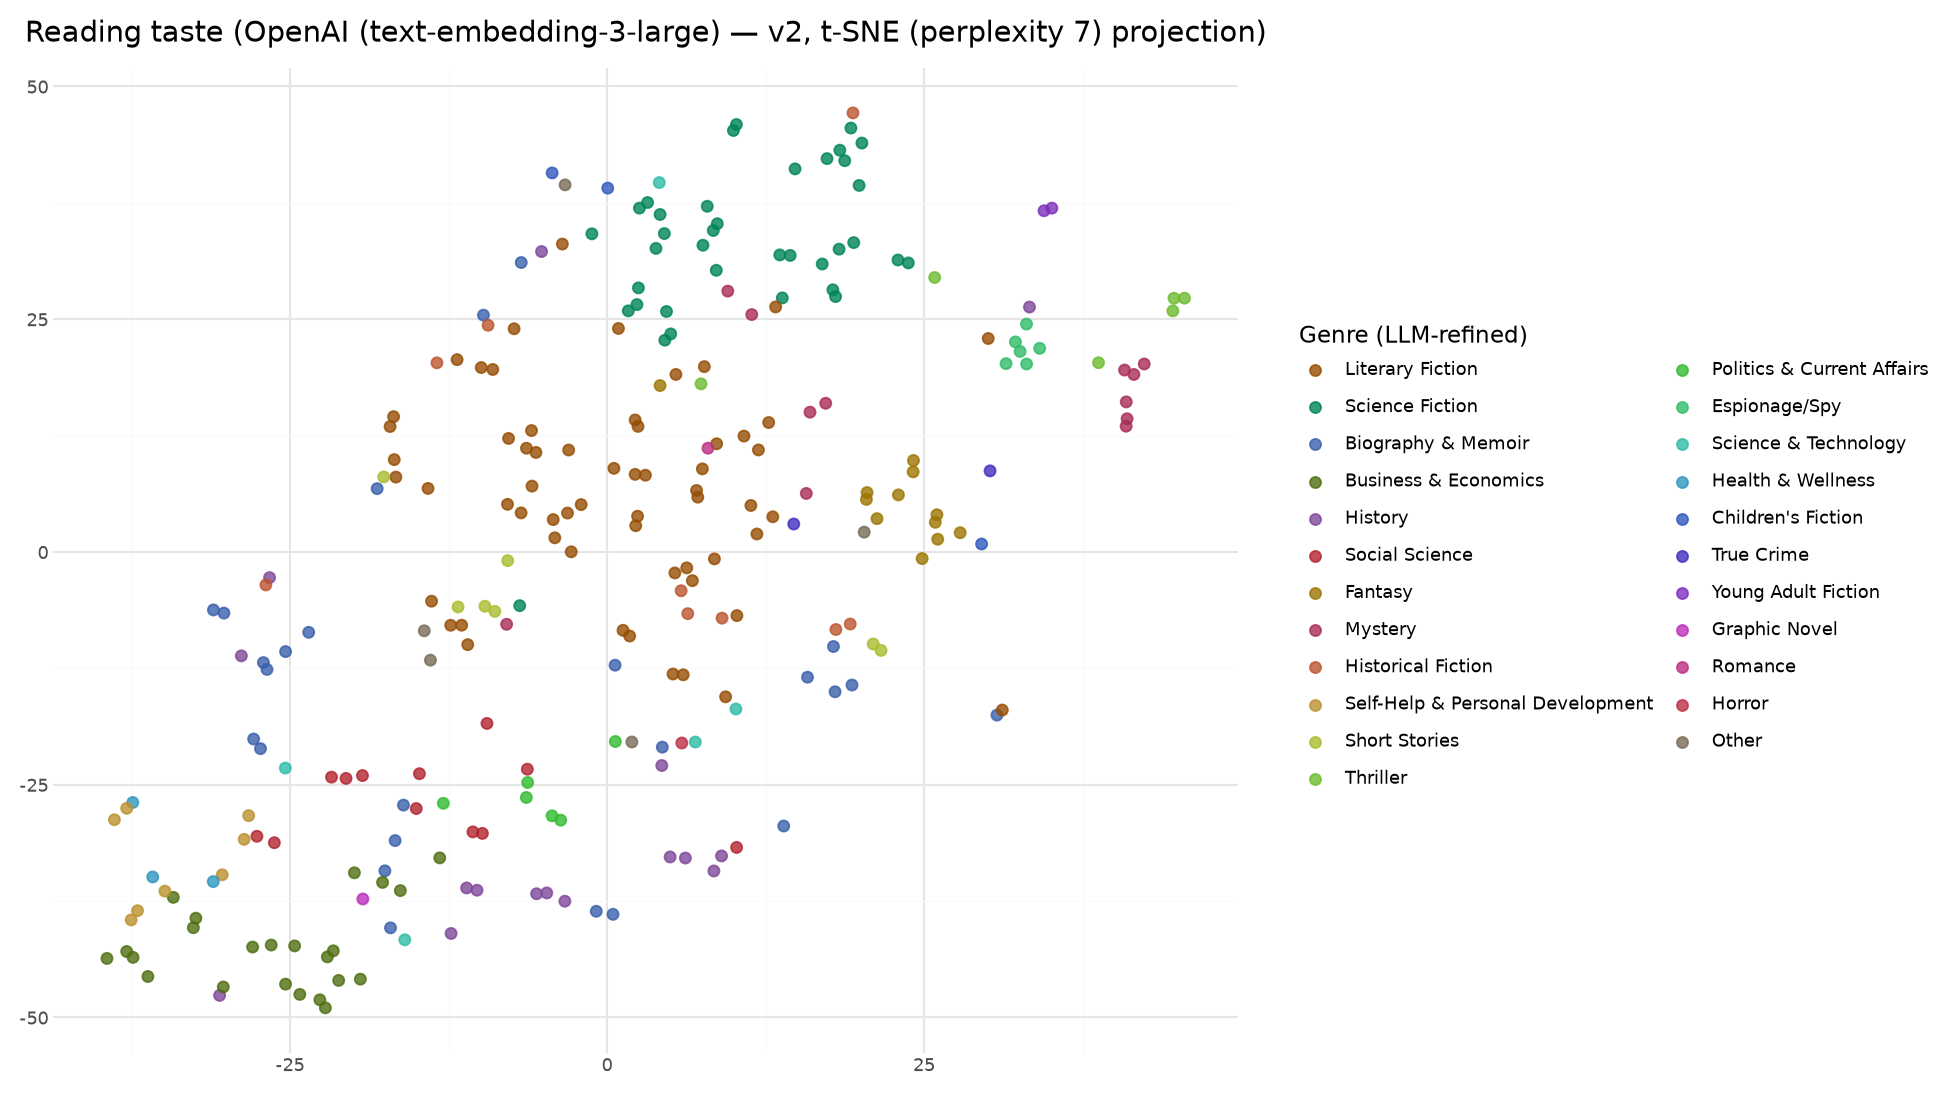 Reading taste (OpenAI (text-embedding-3-large) — v2, t-SNE (perplexity 7) projection)
50
25
0
-25
-50
-25
0
25
Genre (LLM-refined)
Literary Fiction
Science Fiction
Biography & Memoir
Business & Economics
History
Social Science
Fantasy
Mystery
Historical Fiction
Self-Help & Personal Development
Short Stories
Thriller
Politics & Current Affairs
Espionage/Spy
Science & Technology
Health & Wellness
Children's Fiction
True Crime
Young Adult Fiction
Graphic Novel
Romance
Horror
Other